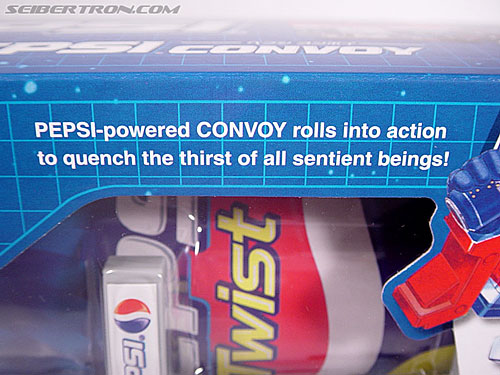 SEIBERTRON.COM
PEPSI CONVOY
PEPSI-powered CONVOY rolls into action
to quench the thirst of all sentient beings!
Twist
PSI.